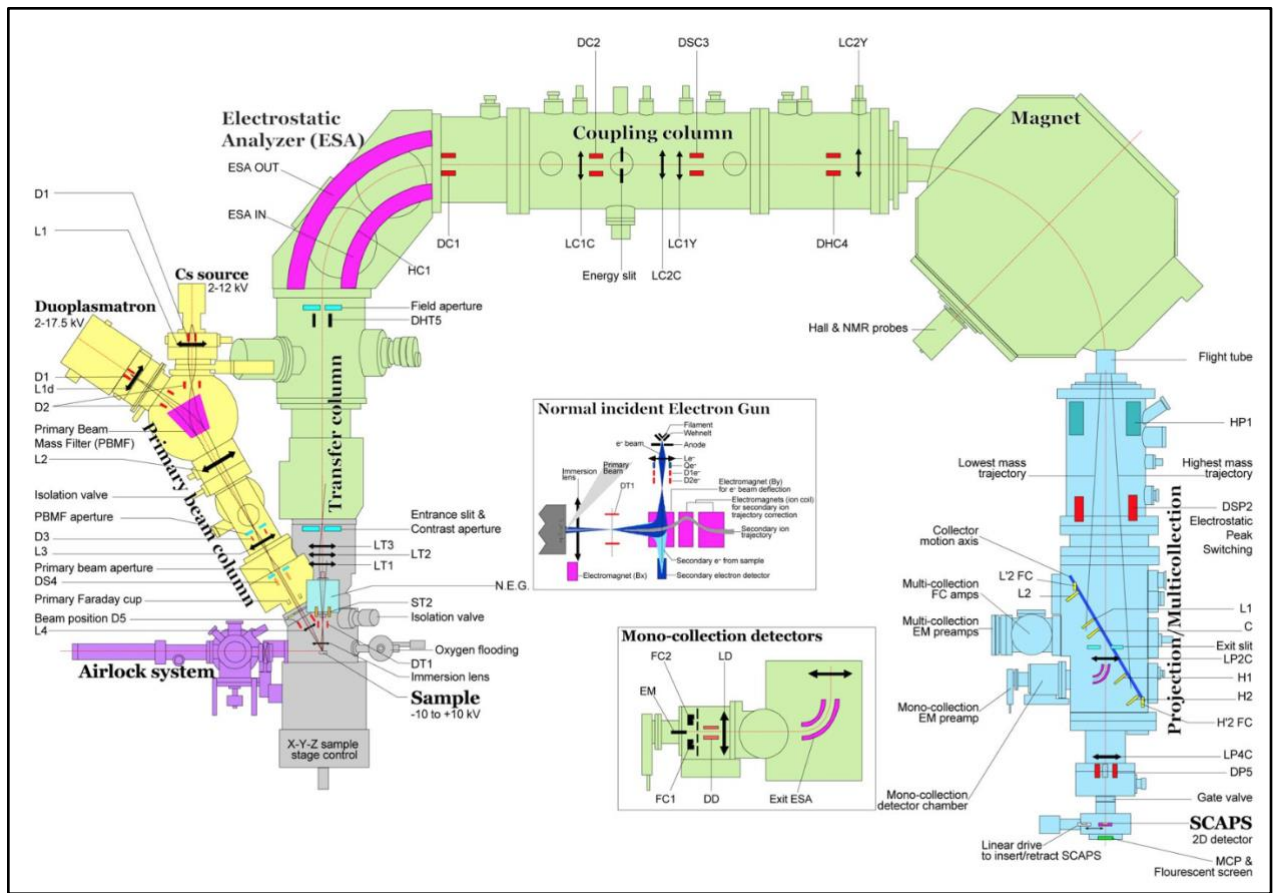 DC2
DSC3
LC2Y
Electrostatic
Analyzer (ESA)
Coupling column
Magnet
ESA OUT
ESA IN
HC1
DC1
LC1C
Energy slit
LC2C
LC1Y
DHC4
Hall & NMR probes
D1
L1
Cs source
2-12 kV
Duoplasmatron
2-17.5 kV
D1
L1d
D2
Primary Beam
Mass Filter (PBMF)
L2
Isolation valve
PBMF aperture
D3
L3
Primary beam aperture
DS4
Primary Faraday cup
Beam position D5
L4
Primary beam column
Airlock system
Field aperture
DHT5
Transfer column
Entrance slit &
Contrast aperture
LT3
LT2
LT1
N.E.G.
ST2
Isolation valve
Oxygen flooding
DT1
Immersion lens
Sample
-10 to +10 kV
X-Y-Z sample
stage control
Normal incident Electron Gun
Filament
Wehnelt
Anode
e⁻ beam
Le⁻
Qe⁻
D1e⁻
D2e⁻
Immersion
lens
Primary
Beam
DT1
Electromagnet (By)
for e⁻ beam deflection
Electromagnets (ion coil)
for secondary ion
trajectory correction
Secondary ion
trajectory
Secondary e⁻ from sample
Secondary electron detector
Electromagnet (Bx)
Mono-collection detectors
FC2
LD
EM
FC1
DD
Exit ESA
Flight tube
HP1
Lowest mass
trajectory
Highest mass
trajectory
DSP2
Electrostatic
Peak
Switching
Collector
motion axis
L'2 FC
L2
Multi-collection
FC amps
Multi-collection
EM preamps
L1
C
Exit slit
LP2C
H1
H2
H'2 FC
Projection/Multicollection
Mono-collection
EM preamp
Mono-collection
detector chamber
LP4C
DP5
Gate valve
SCAPS
2D detector
Linear drive
to insert/retract SCAPS
MCP &
Flourescent screen